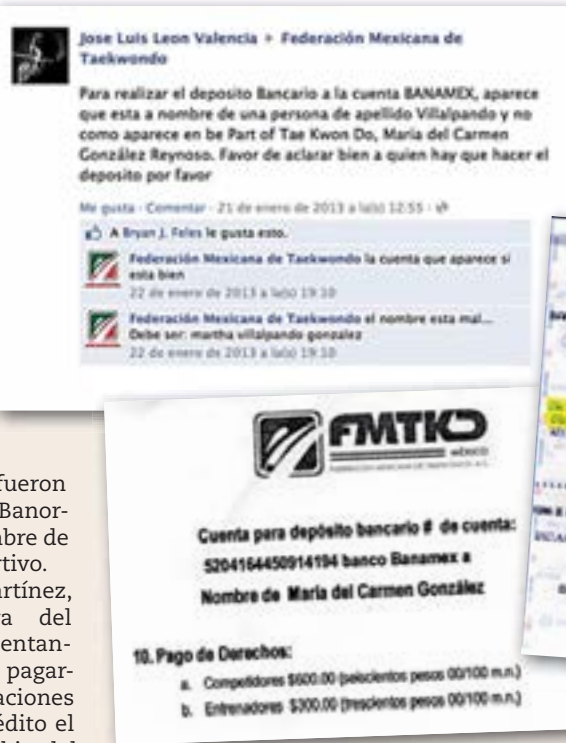 Jose Luis Leon Valencia ▸ Federación Mexicana de
Taekwondo
Para realizar el deposito Bancario a la cuenta BANAMEX, aparece
que esta a nombre de una persona de apellido Villalpando y no
como aparece en be Part of Tae Kwon Do, Maria del Carmen
González Reynoso. Favor de aclarar bien a quien hay que hacer el
deposito por favor
Me gusta · Comentar · 21 de enero de 2013 a la(s) 12:55 ·
A Bryan J. Feles le gusta esto.
Federación Mexicana de Taekwondo la cuenta que aparece si
esta bien
22 de enero de 2013 a la(s) 19:10
Federación Mexicana de Taekwondo el nombre esta mal...
Debe ser: martha villalpando gonzalez
22 de enero de 2013 a la(s) 19:10
fueron
Banor-
bre de
tivo.
artínez,
a del
entan-
pagar-
aciones
édito el
FMTKD
méxico
Cuenta para depósito bancario # de cuenta:
5204164450914194 banco Banamex a
Nombre de Maria del Carmen González
10. Pago de Derechos:
a. Competidores $600.00 (seiscientos pesos 00/100 m.n.)
b. Entrenadores $300.00 (trescientos pesos 00/100 m.n.)